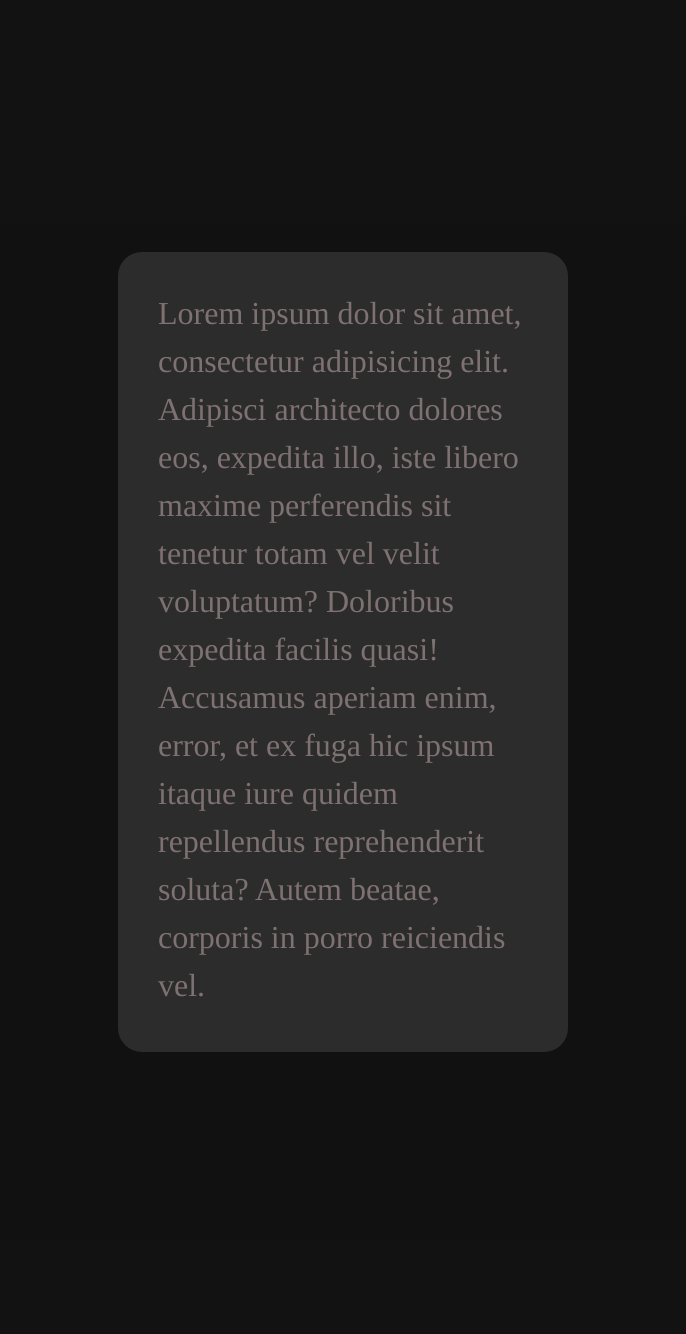 Lorem ipsum dolor sit amet,
consectetur adipisicing elit.
Adipisci architecto dolores
eos, expedita illo, iste libero
maxime perferendis sit
tenetur totam vel velit
voluptatum? Doloribus
expedita facilis quasi!
Accusamus aperiam enim,
error, et ex fuga hic ipsum
itaque iure quidem
repellendus reprehenderit
soluta? Autem beatae,
corporis in porro reiciendis
vel.